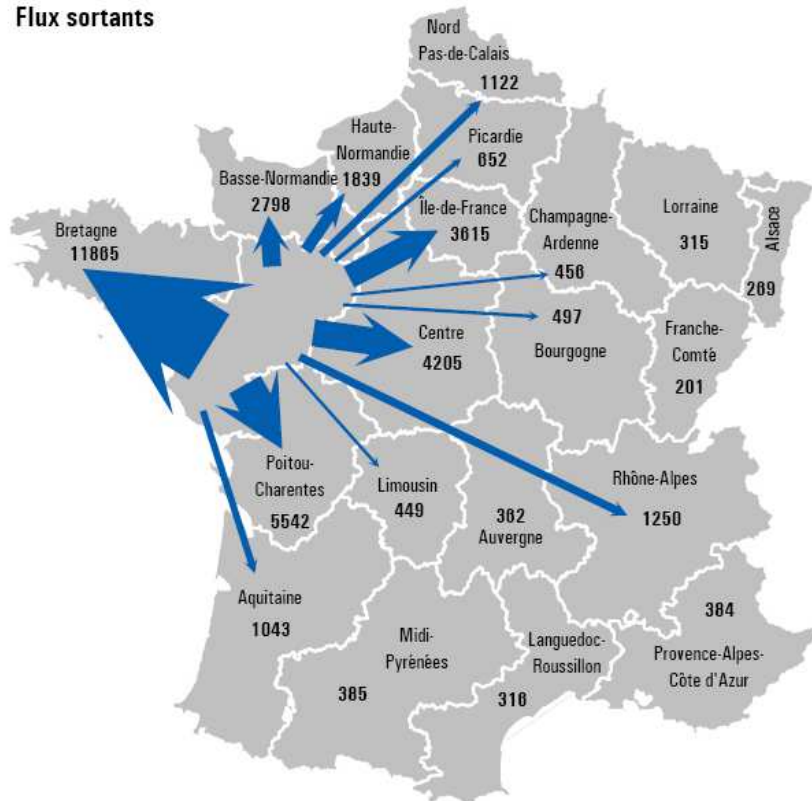 Flux sortants
Nord
Pas-de-Calais
1122
Haute-
Normandie
1839
Picardie
652
Basse-Normandie
2798
Île-de-France
3615
Champagne-
Ardenne
456
Lorraine
315
Alsace
269
Bretagne
11865
Centre
4205
497
Bourgogne
Franche-
Comté
201
Poitou-
Charentes
5542
Limousin
449
362
Auvergne
Rhône-Alpes
1250
Aquitaine
1043
Midi-
Pyrénées
385
Languedoc-
Roussillon
316
384
Provence-Alpes-
Côte d'Azur